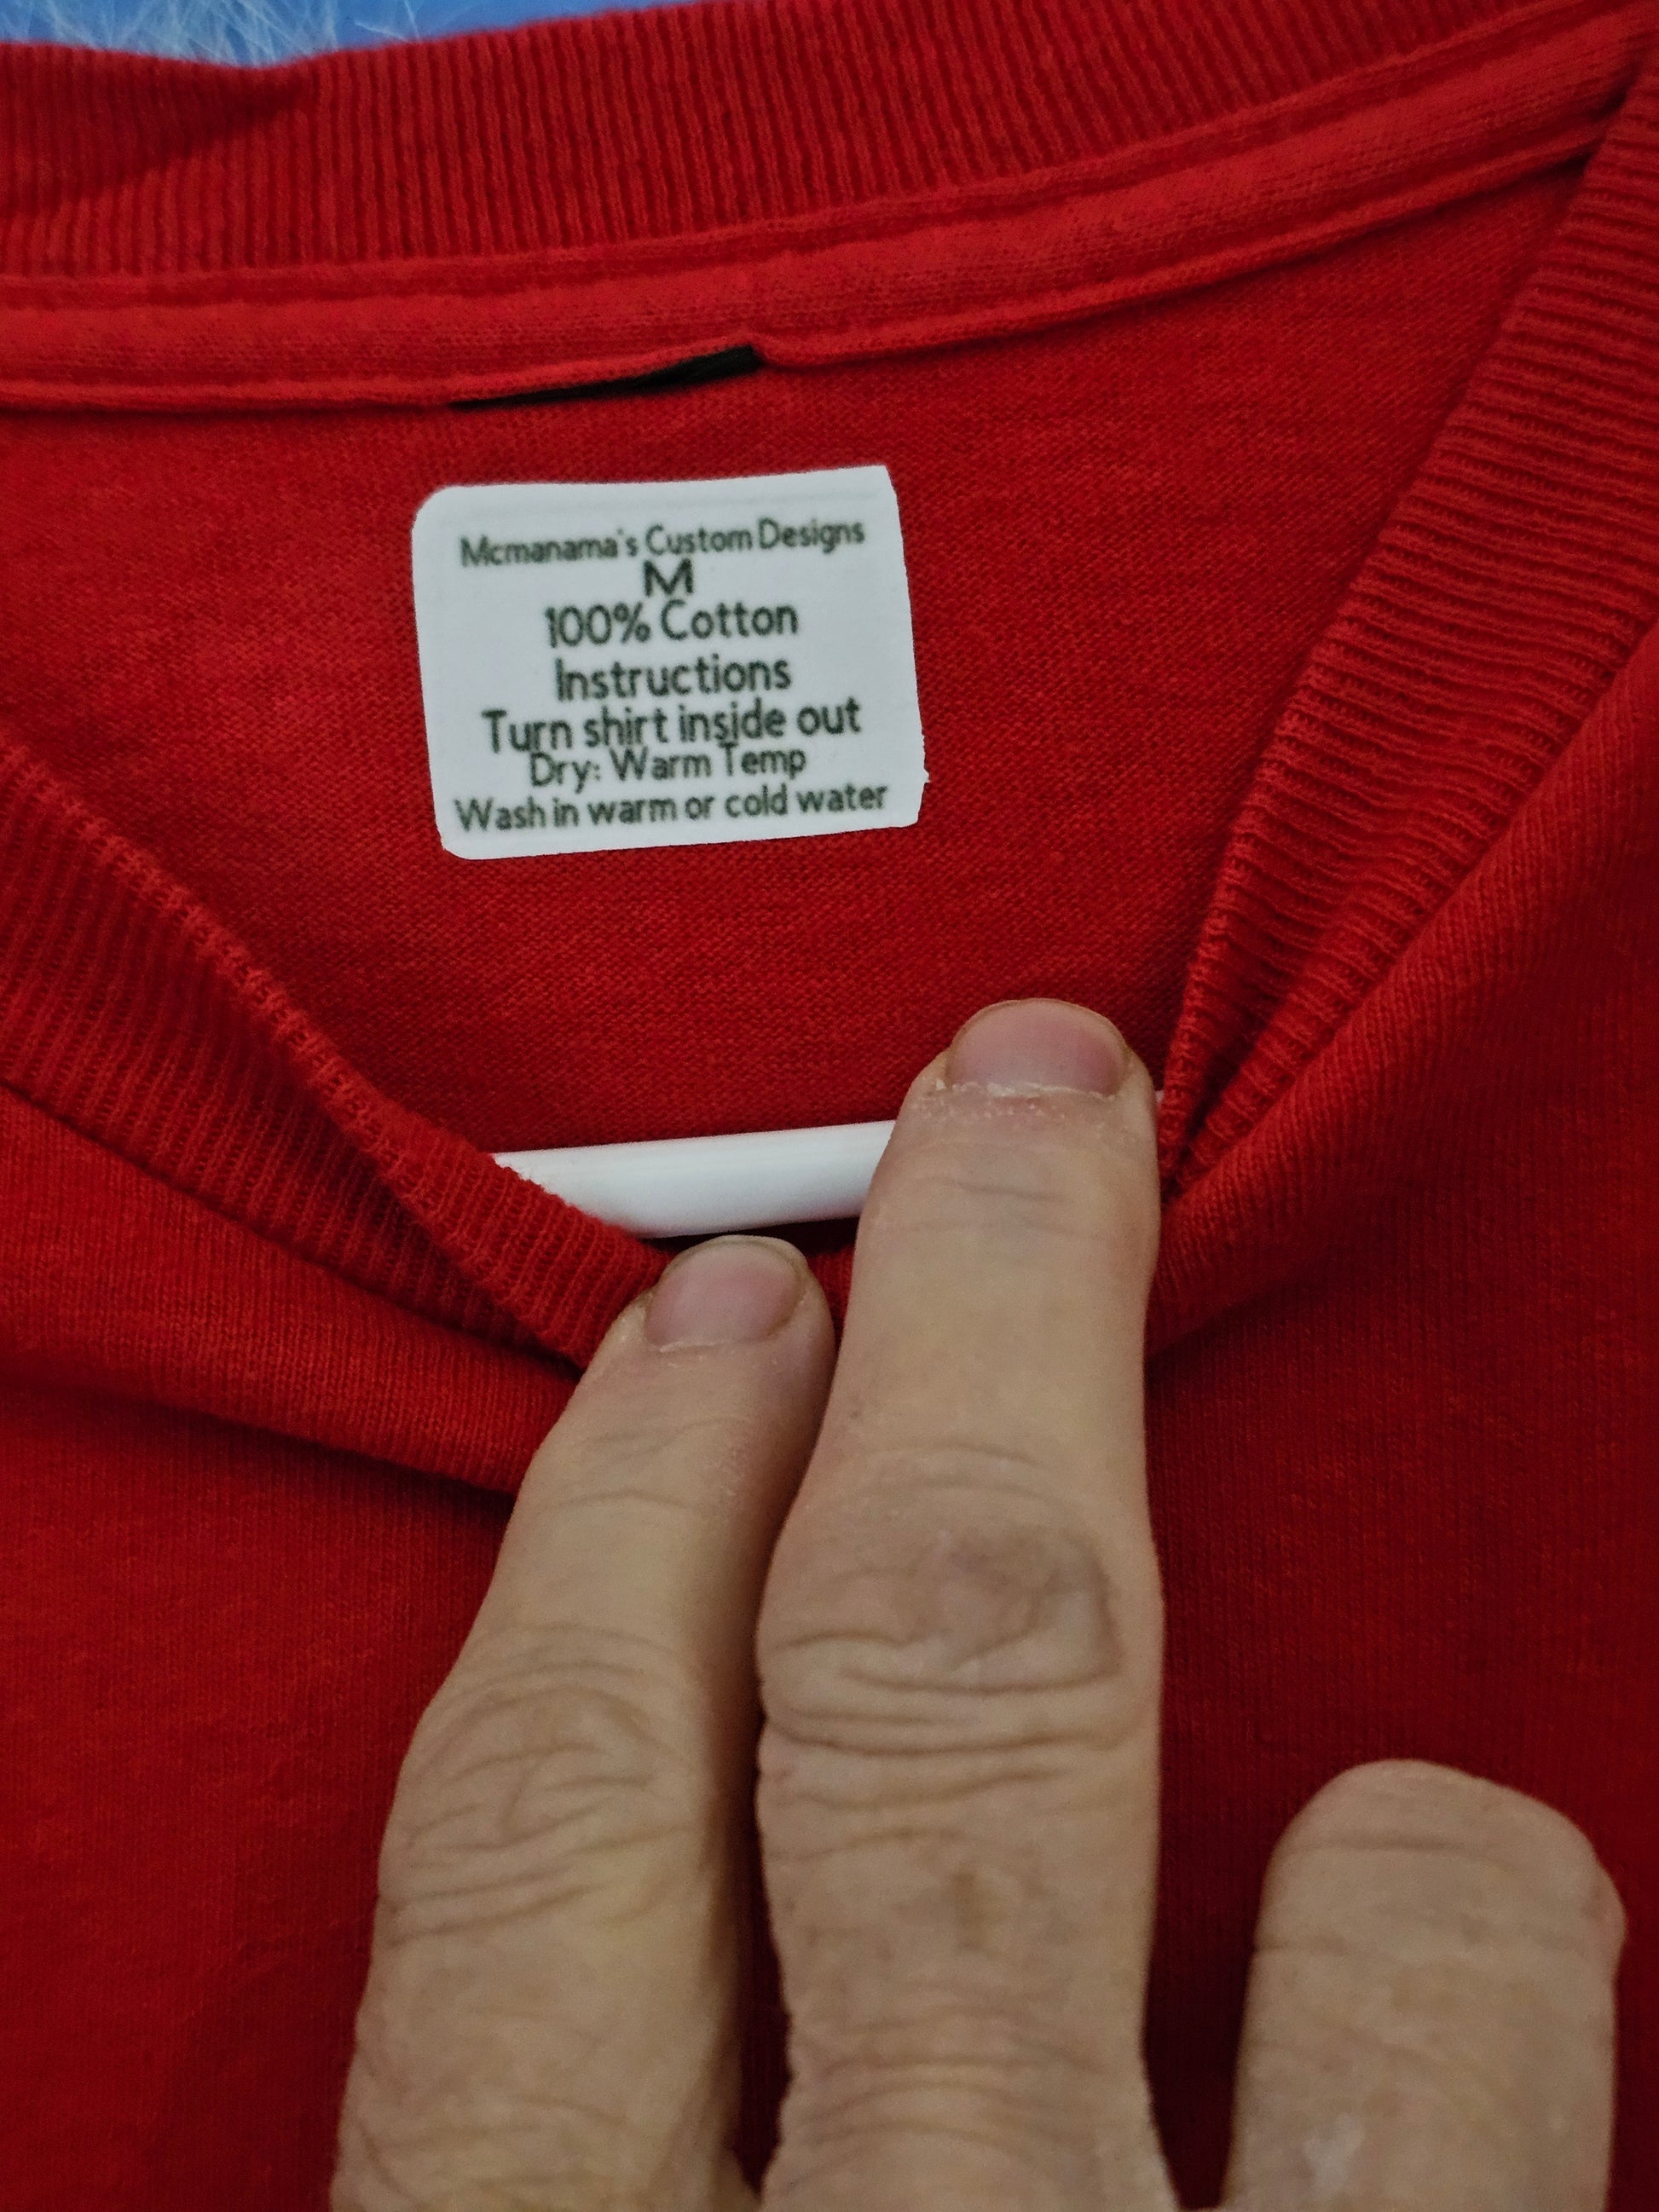 Mcmanama's Custom Designs
M
100% Cotton
Instructions
Turn shirt inside out
Dry: Warm Temp
Wash in warm or cold water